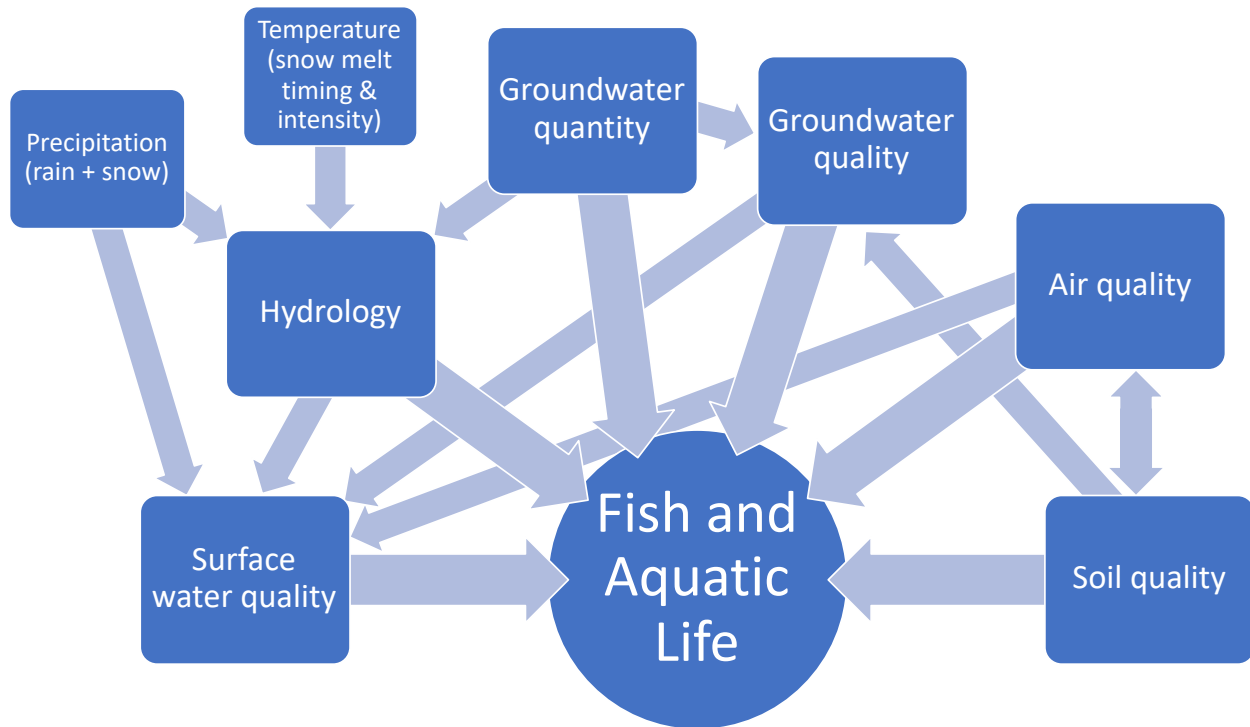 Temperature
(snow melt
timing &
intensity)
Groundwater
quantity
Groundwater
quality
Precipitation
(rain + snow)
Air quality
Hydrology
Surface
water quality
Fish and
Aquatic
Life
Soil quality